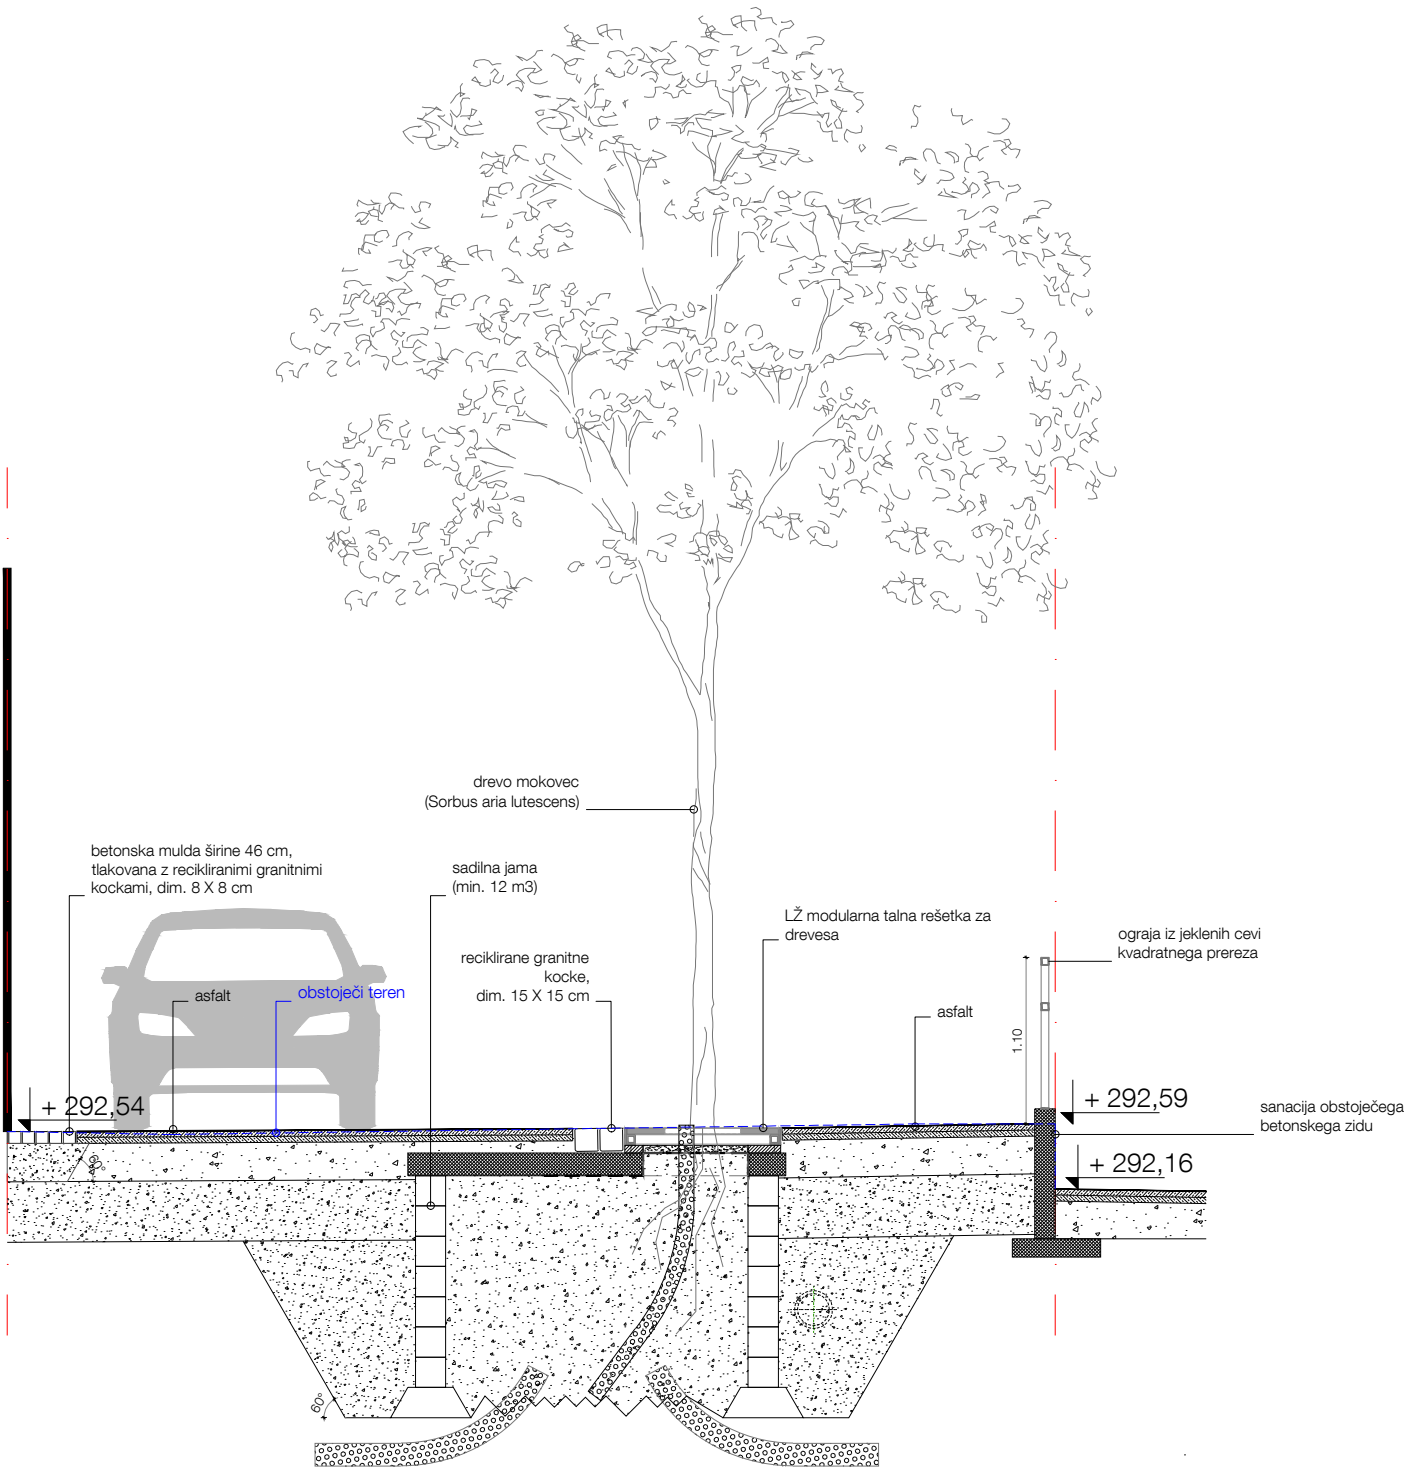 drevo mokovec
(Sorbus aria lutescens)
betonska mulda širine 46 cm,
tlakovana z recikliranimi granitnimi
kockami, dim. 8 X 8 cm
sadilna jama
(min. 12 m3)
LŽ modularna talna rešetka za
drevesa
reciklirane granitne
kocke,
dim. 15 X 15 cm
ograja iz jeklenih cevi
kvadratnega prereza
asfalt
obstoječi teren
asfalt
1.10
+ 292,54
+ 292,59
sanacija obstoječega
betonskega zidu
+ 292,16
60°